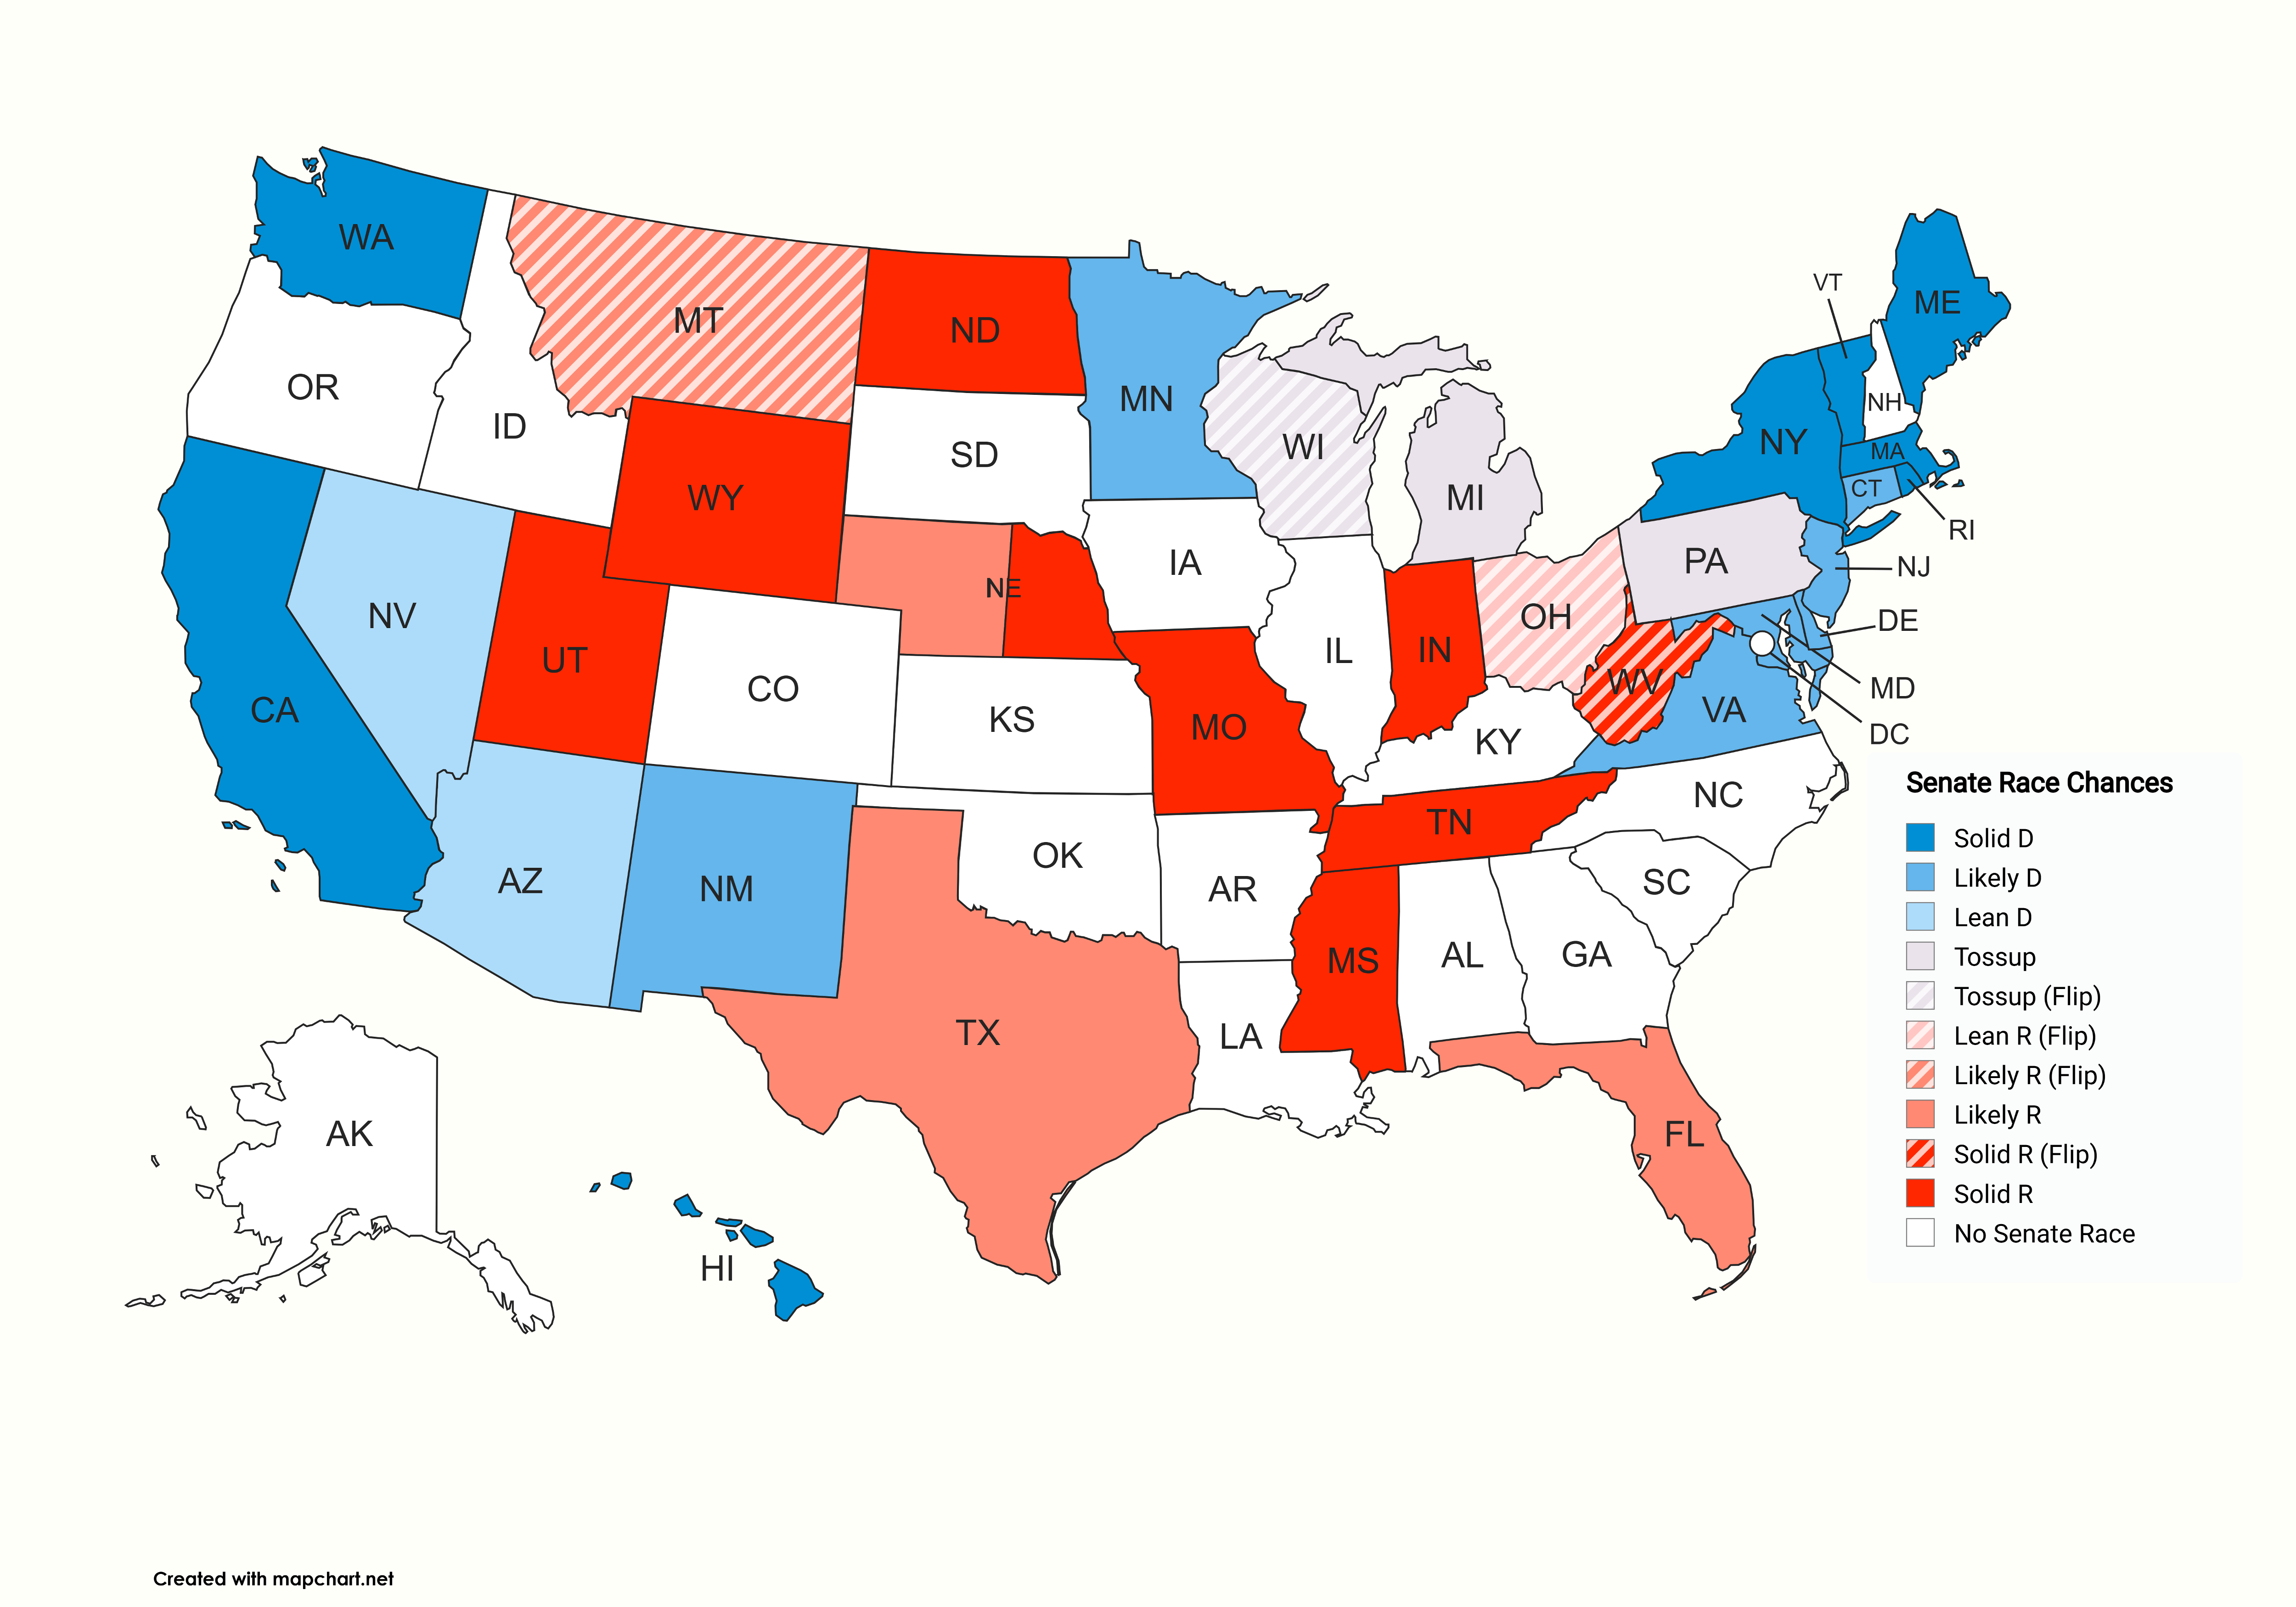 WA
MT
ND
MN
VT
ME
OR
ID
SD
WI
MI
NY
NH
MA
CT
RI
WY
NE
IA
PA
NJ
NV
UT
CO
KS
IL
IN
OH
WV
VA
DE
MD
DC
CA
MO
KY
NC
AZ
NM
OK
AR
TN
SC
TX
LA
MS
AL
GA
FL
AK
HI
Senate Race Chances
Solid D
Likely D
Lean D
Tossup
Tossup (Flip)
Lean R (Flip)
Likely R (Flip)
Likely R
Solid R (Flip)
Solid R
No Senate Race
Created with mapchart.net